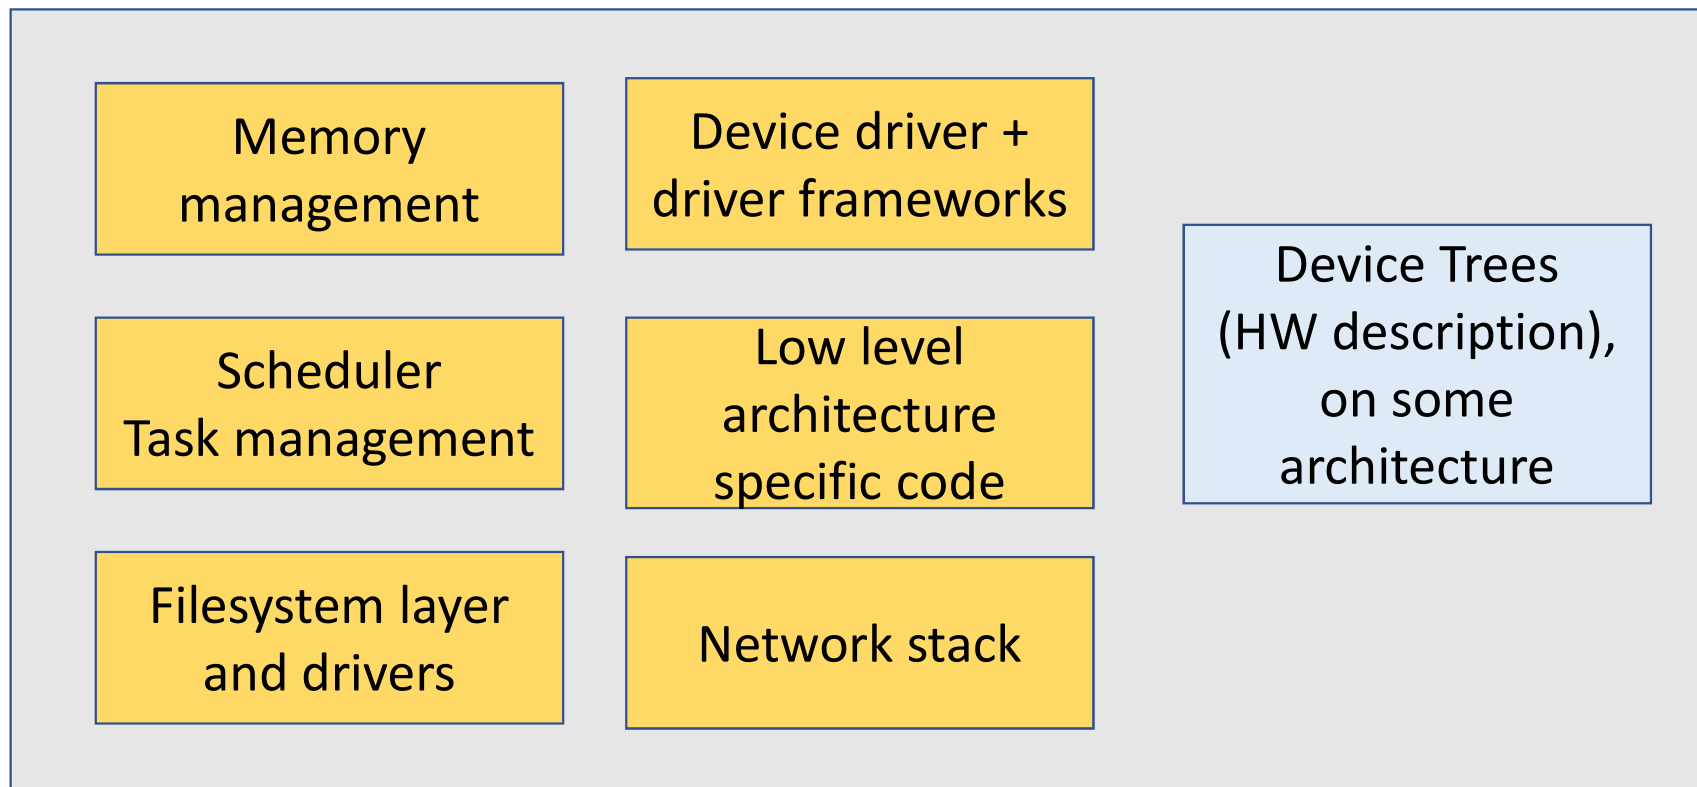 Memory
management
Device driver +
driver frameworks
Scheduler
Task management
Low level
architecture
specific code
Filesystem layer
and drivers
Network stack
Device Trees
(HW description),
on some
architecture